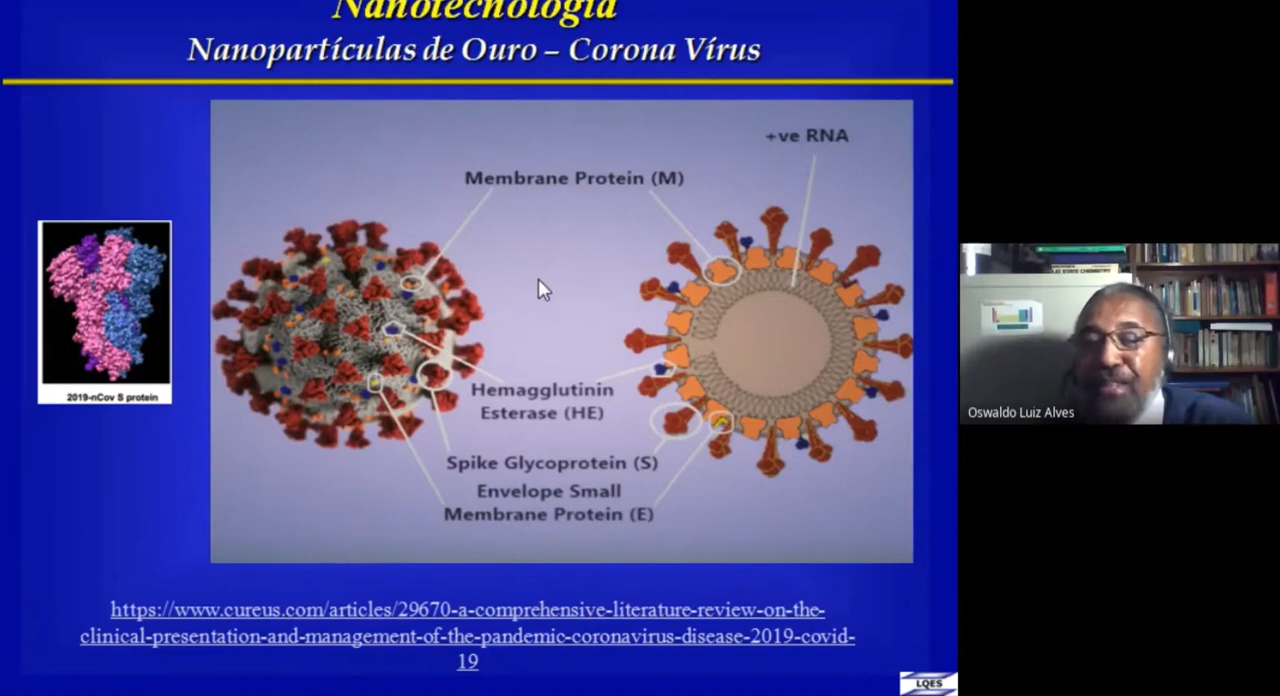 Nanotecnologia
Nanopartículas de Ouro – Corona Vírus
+ve RNA
Membrane Protein (M)
Hemagglutinin
Esterase (HE)
Spike Glycoprotein (S)
Envelope Small
Membrane Protein (E)
2019-nCov S protein
https://www.cureus.com/articles/29670-a-comprehensive-literature-review-on-the-
clinical-presentation-and-management-of-the-pandemic-coronavirus-disease-2019-covid-
19
LQES
Oswaldo Luiz Alves